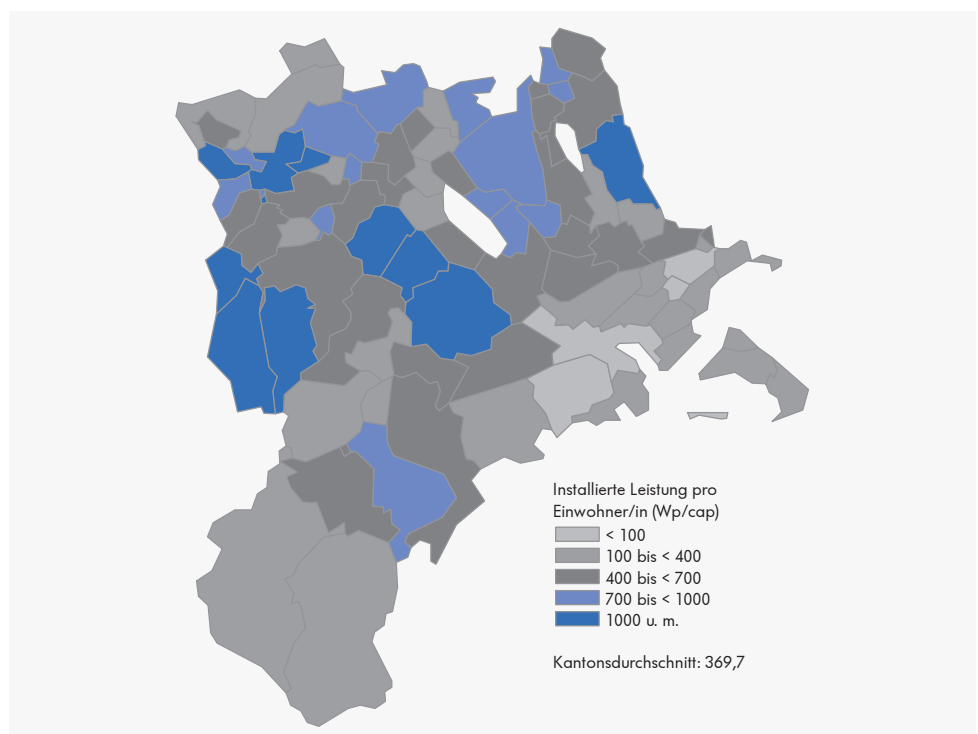 Installierte Leistung pro
Einwohner/in (Wp/cap)
< 100
100 bis < 400
400 bis < 700
700 bis < 1000
1000 u. m.
Kantonsdurchschnitt: 369,7